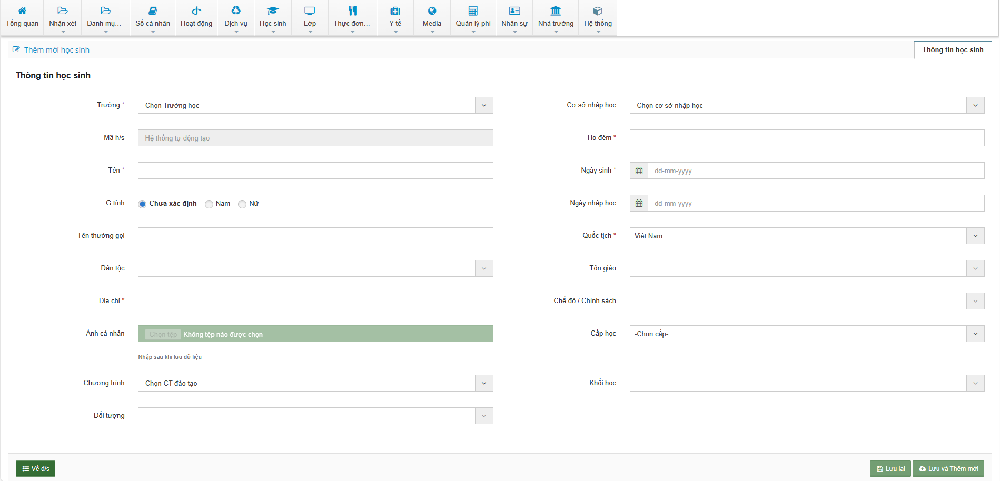 Tổng quan Nhận xét Danh mụ... Sổ cá nhân Hoạt động Dịch vụ Học sinh Lớp Thực đơn... Y tế Media Quản lý phí Nhân sự Nhà trường Hệ thống
Thêm mới học sinh Thông tin học sinh
Thông tin học sinh
Trường * -Chọn Trường học- Cơ sở nhập học -Chọn cơ sở nhập học-
Mã h/s Hệ thống tự động tạo Họ đệm *
Tên * Ngày sinh * dd-mm-yyyy
G.tính Chưa xác định Nam Nữ Ngày nhập học dd-mm-yyyy
Tên thường gọi Quốc tịch * Việt Nam
Dân tộc Tôn giáo
Địa chỉ * Chế độ / Chính sách
Ảnh cá nhân Chọn tệp Không tệp nào được chọn Cấp học -Chọn cấp-
Nhập sau khi lưu dữ liệu
Chương trình -Chọn CT đào tạo- Khối học
Đối tượng
Về d/s Lưu lại Lưu và Thêm mới